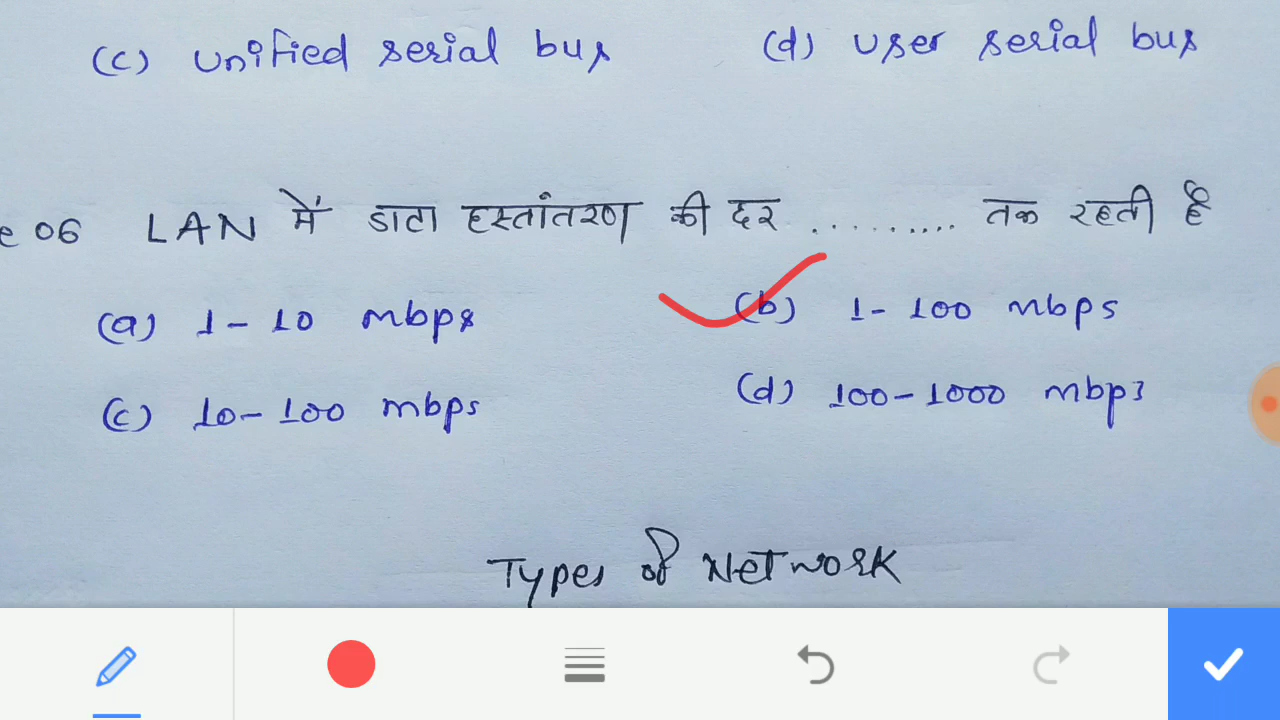 (c) unified serial bus (d) user serial bus
e 06 LAN में डाटा हस्तांतरण की दर ......... तक रहती है
(a) 1-10 mbps (b) 1-100 mbps
(c) 10-100 mbps (d) 100-1000 mbps
Types of Network